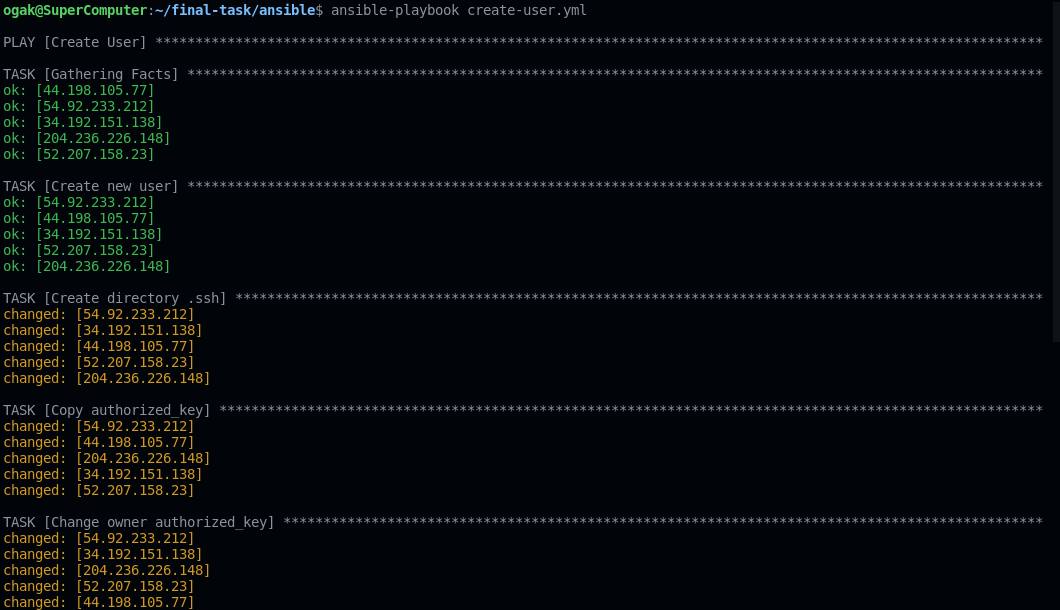 ogak@SuperComputer:~/final-task/ansible$ ansible-playbook create-user.yml
PLAY [Create User] ***************************************************************************************************************
TASK [Gathering Facts] ***********************************************************************************************************
ok: [44.198.105.77]
ok: [54.92.233.212]
ok: [34.192.151.138]
ok: [204.236.226.148]
ok: [52.207.158.23]
TASK [Create new user] ***********************************************************************************************************
ok: [54.92.233.212]
ok: [44.198.105.77]
ok: [34.192.151.138]
ok: [52.207.158.23]
ok: [204.236.226.148]
TASK [Create directory .ssh] *****************************************************************************************************
changed: [54.92.233.212]
changed: [34.192.151.138]
changed: [44.198.105.77]
changed: [52.207.158.23]
changed: [204.236.226.148]
TASK [Copy authorized_key] *******************************************************************************************************
changed: [54.92.233.212]
changed: [44.198.105.77]
changed: [204.236.226.148]
changed: [34.192.151.138]
changed: [52.207.158.23]
TASK [Change owner authorized_key] ***********************************************************************************************
changed: [54.92.233.212]
changed: [34.192.151.138]
changed: [204.236.226.148]
changed: [52.207.158.23]
changed: [44.198.105.77]